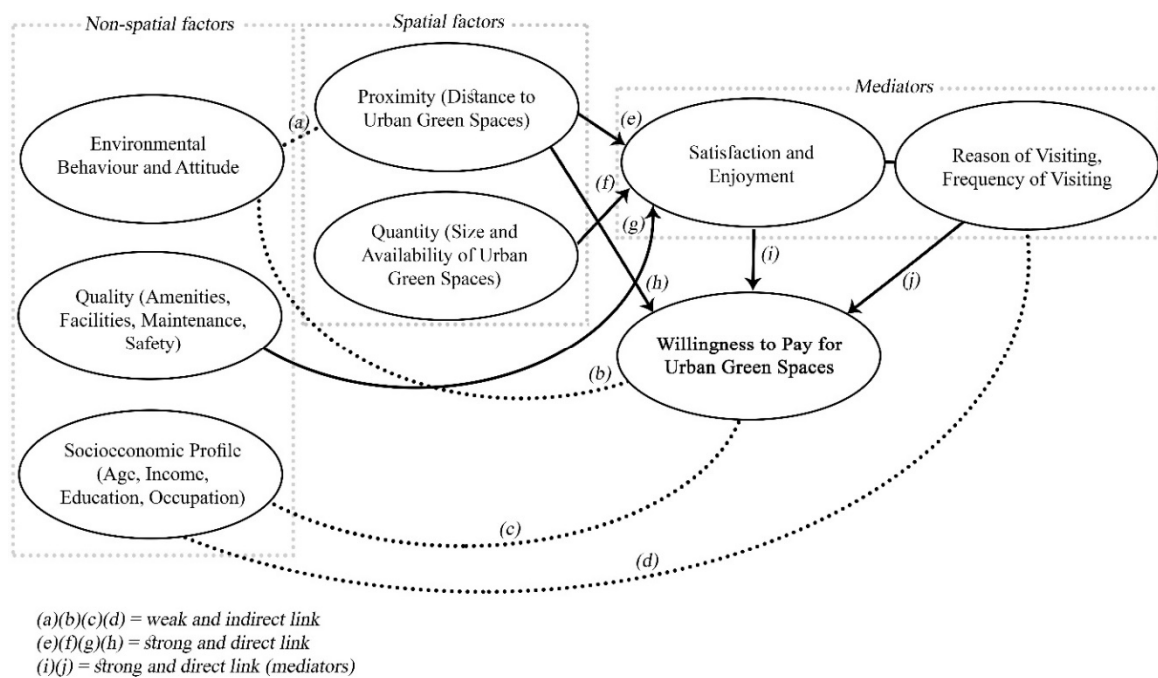 Non-spatial factors
Spatial factors
Mediators
Environmental
Behaviour and Attitude
(a)
Proximity (Distance to
Urban Green Spaces)
(e)
Satisfaction and
Enjoyment
Reason of Visiting,
Frequency of Visiting
(f)
(g)
Quantity (Size and
Availability of Urban
Green Spaces)
(h)
(i)
(j)
Quality (Amenities,
Facilities, Maintenance,
Safety)
Willingness to Pay for
Urban Green Spaces
(b)
Socioeconomic Profile
(Age, Income,
Education, Occupation)
(c)
(d)
(a)(b)(c)(d) = weak and indirect link
(e)(f)(g)(h) = strong and direct link
(i)(j) = strong and direct link (mediators)